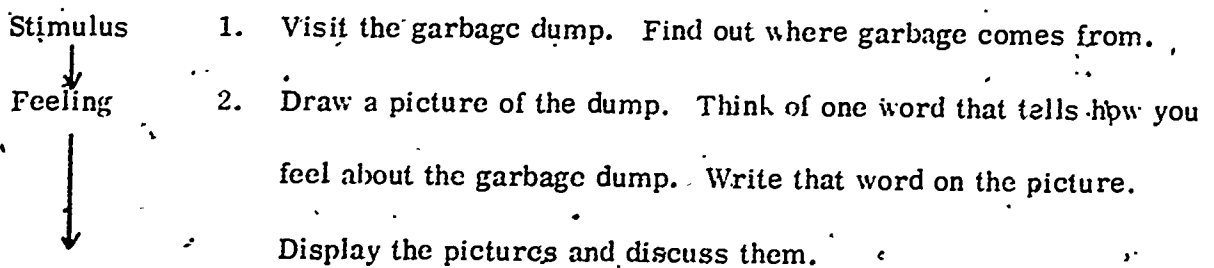 Stimulus 1. Visit the garbage dump. Find out where garbage comes from.
Feeling 2. Draw a picture of the dump. Think of one word that tells how you
feel about the garbage dump. Write that word on the picture.
Display the pictures and discuss them.